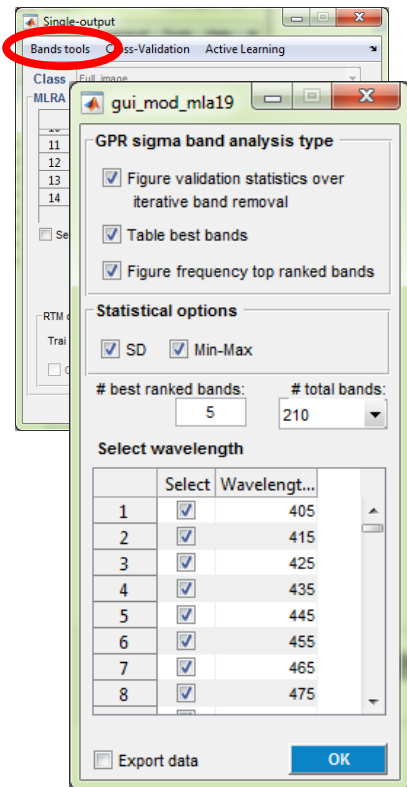 Single-output
Bands tools Cross-Validation Active Learning
Class Full image
MLRA
11
12
13
14
Se
RTM
Trai
gui_mod_mla19
GPR sigma band analysis type
Figure validation statistics over
iterative band removal
Table best bands
Figure frequency top ranked bands
Statistical options
SD Min-Max
# best ranked bands: # total bands:
5 210
Select wavelength
Select Wavelengt...
1 405
2 415
3 425
4 435
5 445
6 455
7 465
8 475
Export data OK